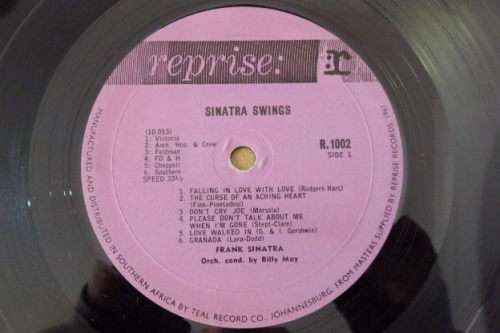 reprise: r
SINATRA SWINGS
(10.015)
1: Victoria
2: Asch. Hop. & Crew
3: Feldman
4: FD & H
5: Chappell
6: Southern
SPEED 33⅓
R.1002
SIDE 1
1. FALLING IN LOVE WITH LOVE (Rodgers Hart)
2. THE CURSE OF AN ACHING HEART
(Fink-Piantadosi)
3. DON'T CRY JOE (Marsala)
4. PLEASE DON'T TALK ABOUT ME
WHEN I'M GONE (Stept-Clare)
5. LOVE WALKED IN (G. & I. Gershwin)
6. GRANADA (Lara-Dodd)
FRANK SINATRA
Orch. cond. by Billy May
MANUFACTURED AND DISTRIBUTED IN SOUTHERN AFRICA BY TEAL RECORD CO., JOHANNESBURG, FROM MASTERS SUPPLIED BY REPRISE RECORDS,